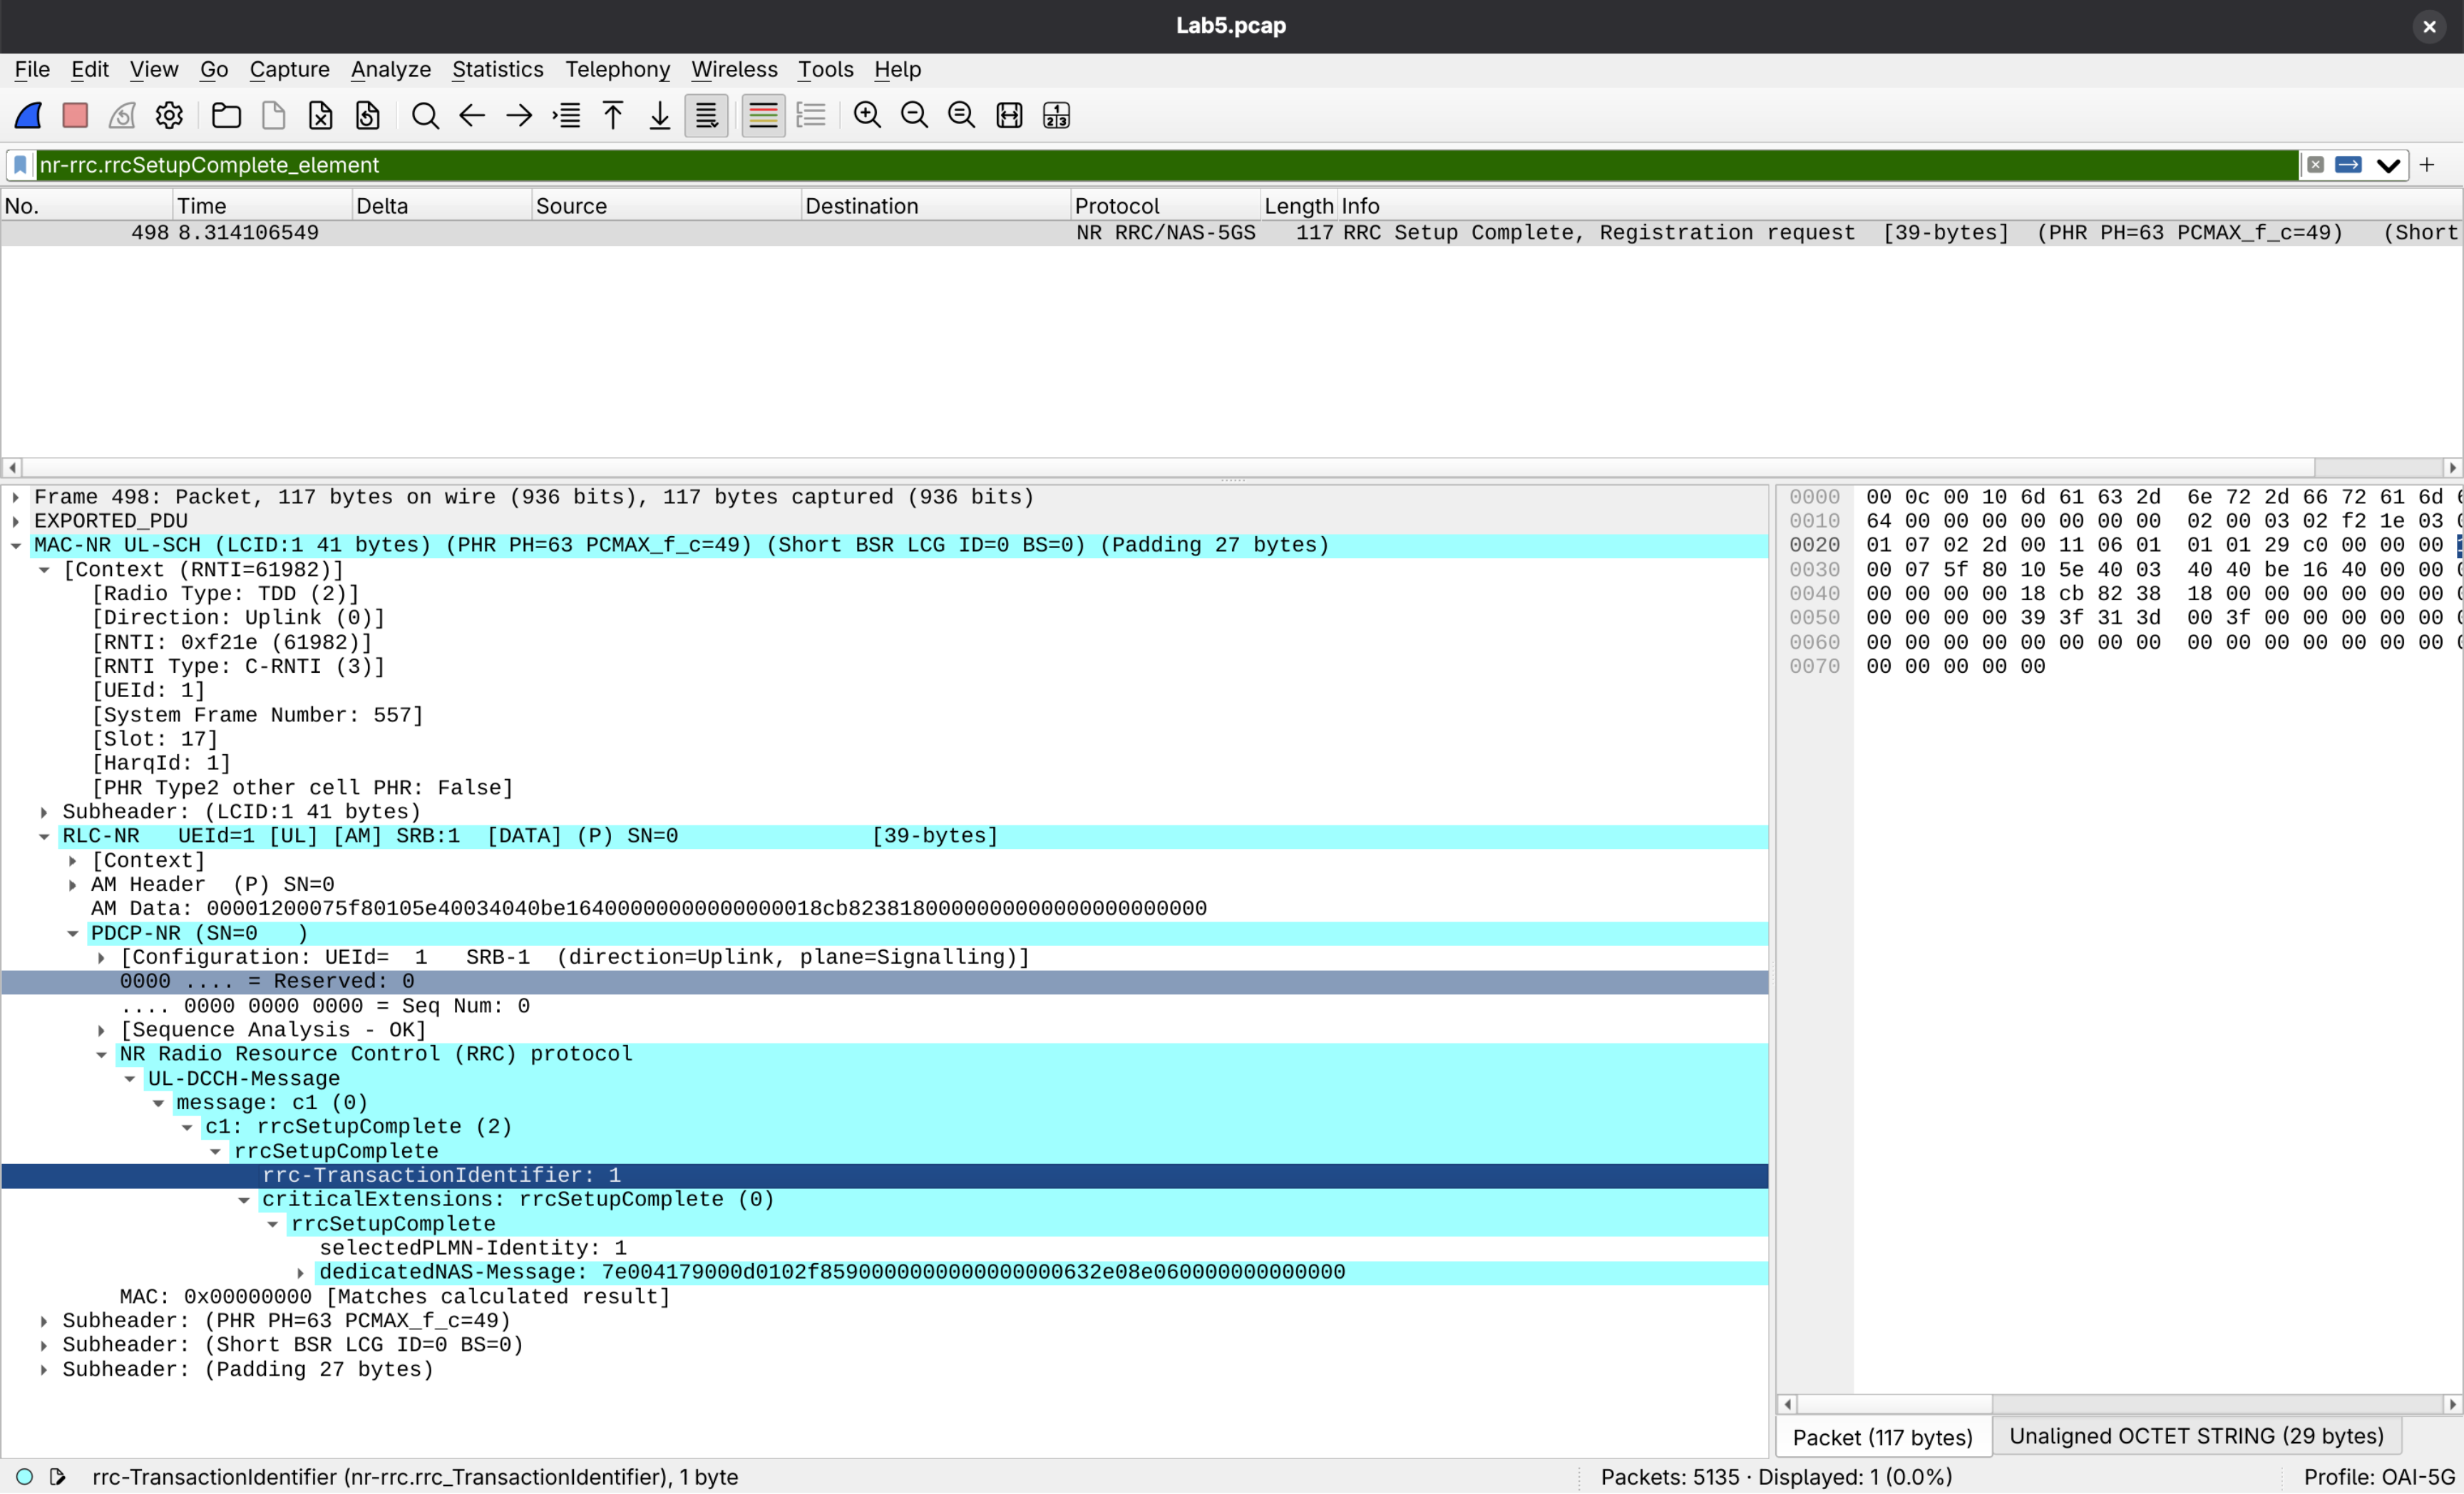 Lab5.pcap
File Edit View Go Capture Analyze Statistics Telephony Wireless Tools Help
nr-rrc.rrcSetupComplete_element
No. Time Delta Source Destination Protocol Length Info
498 8.314106549 NR RRC/NAS-5GS 117 RRC Setup Complete, Registration request [39-bytes] (PHR PH=63 PCMAX_f_c=49) (Short
Frame 498: Packet, 117 bytes on wire (936 bits), 117 bytes captured (936 bits)
EXPORTED_PDU
MAC-NR UL-SCH (LCID:1 41 bytes) (PHR PH=63 PCMAX_f_c=49) (Short BSR LCG ID=0 BS=0) (Padding 27 bytes)
[Context (RNTI=61982)]
[Radio Type: TDD (2)]
[Direction: Uplink (0)]
[RNTI: 0xf21e (61982)]
[RNTI Type: C-RNTI (3)]
[UEId: 1]
[System Frame Number: 557]
[Slot: 17]
[HarqId: 1]
[PHR Type2 other cell PHR: False]
Subheader: (LCID:1 41 bytes)
RLC-NR UEId=1 [UL] [AM] SRB:1 [DATA] (P) SN=0 [39-bytes]
[Context]
AM Header (P) SN=0
AM Data: 00001200075f80105e40034040be16400000000000000018cb8238180000000000000000000000
PDCP-NR (SN=0 )
[Configuration: UEId= 1 SRB-1 (direction=Uplink, plane=Signalling)]
0000 .... = Reserved: 0
.... 0000 0000 0000 = Seq Num: 0
[Sequence Analysis - OK]
NR Radio Resource Control (RRC) protocol
UL-DCCH-Message
message: c1 (0)
c1: rrcSetupComplete (2)
rrcSetupComplete
rrc-TransactionIdentifier: 1
criticalExtensions: rrcSetupComplete (0)
rrcSetupComplete
selectedPLMN-Identity: 1
dedicatedNAS-Message: 7e004179000d0102f8590000000000000000632e08e060000000000000
MAC: 0x00000000 [Matches calculated result]
Subheader: (PHR PH=63 PCMAX_f_c=49)
Subheader: (Short BSR LCG ID=0 BS=0)
Subheader: (Padding 27 bytes)
0000 00 0c 00 10 6d 61 63 2d 6e 72 2d 66 72 61 6d
0010 64 00 00 00 00 00 00 00 02 00 03 02 f2 1e 03
0020 01 07 02 2d 00 11 06 01 01 01 29 c0 00 00 00
0030 00 07 5f 80 10 5e 40 03 40 40 be 16 40 00 00
0040 00 00 00 00 18 cb 82 38 18 00 00 00 00 00 00
0050 00 00 00 00 39 3f 31 3d 00 3f 00 00 00 00 00
0060 00 00 00 00 00 00 00 00 00 00 00 00 00 00 00
0070 00 00 00 00 00
Packet (117 bytes) Unaligned OCTET STRING (29 bytes)
rrc-TransactionIdentifier (nr-rrc.rrc_TransactionIdentifier), 1 byte Packets: 5135 · Displayed: 1 (0.0%) Profile: OAI-5G